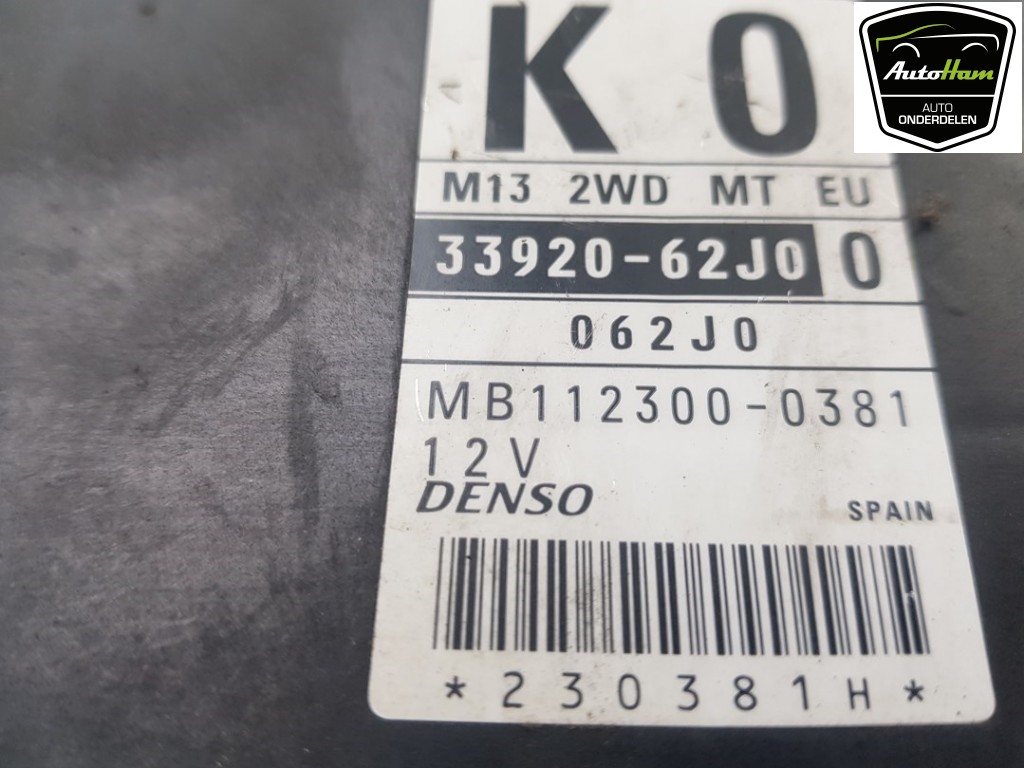 K 0
M13 2WD MT EU
33920-62J0 0
062J0
MB112300-0381
12V
DENSO SPAIN
*230381H*
AutoHam
AUTO
ONDERDELEN